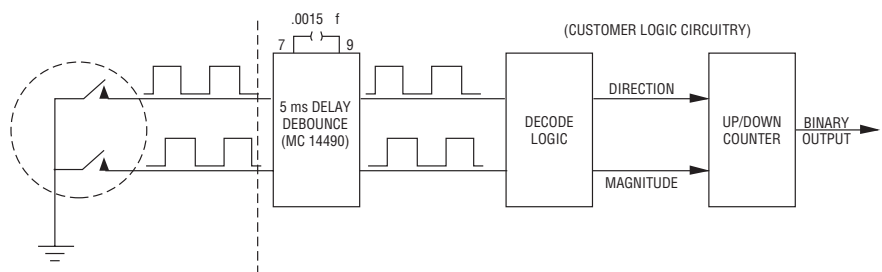 .0015 f
7 9
(CUSTOMER LOGIC CIRCUITRY)
5 ms DELAY
DEBOUNCE
(MC 14490)
DECODE
LOGIC
DIRECTION
MAGNITUDE
UP/DOWN
COUNTER
BINARY
OUTPUT